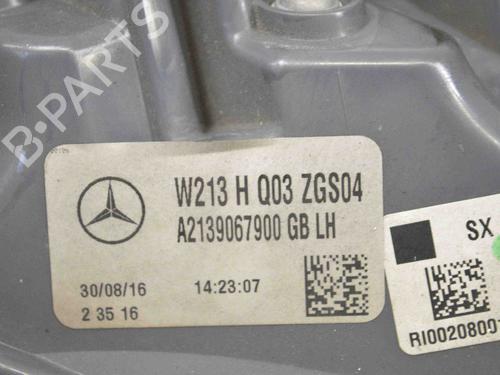 B-PARTS
W213 H Q03 ZGS04
A2139067900 GB LH
30/08/16 14:23:07
2 35 16
SX